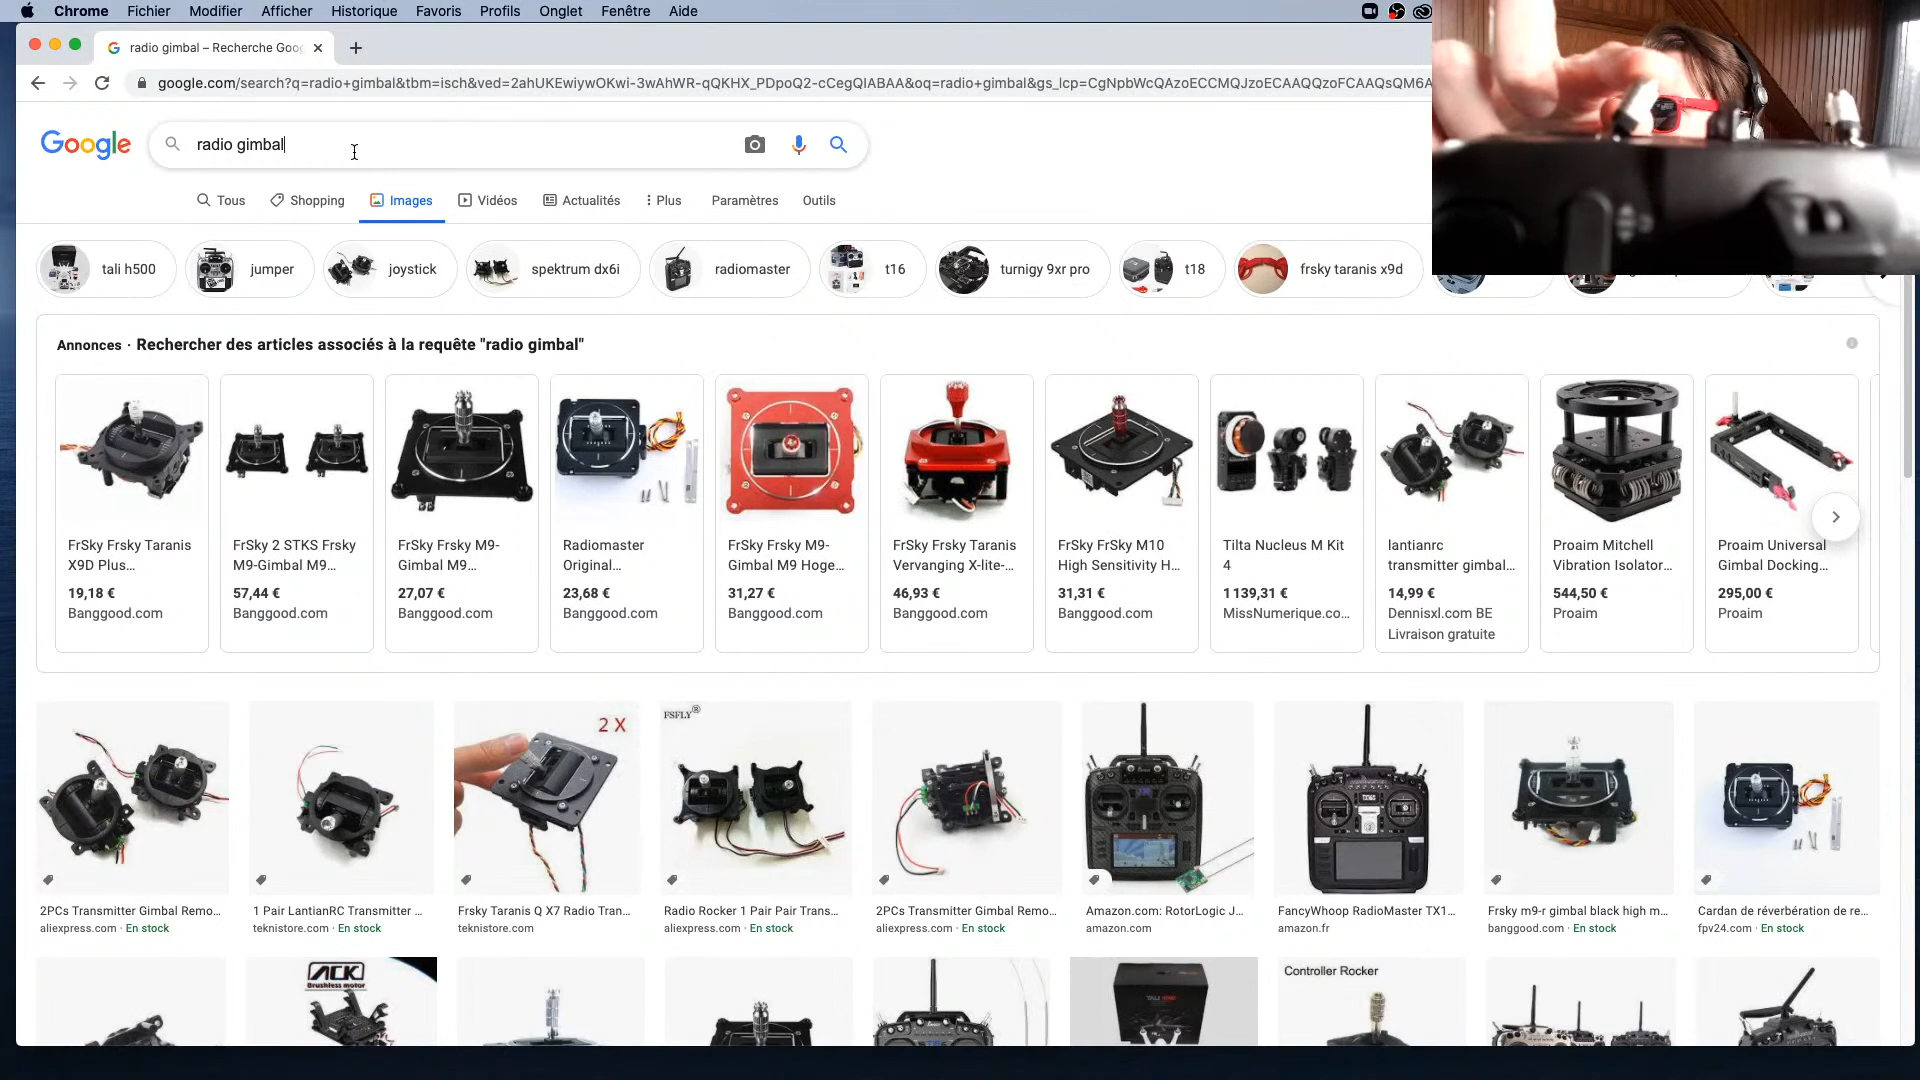 Chrome Fichier Modifier Afficher Historique Favoris Profils Onglet Fenêtre Aide
radio gimbal – Recherche Goog
google.com/search?q=radio+gimbal&tbm=isch&ved=2ahUKEwiywOKwi-3wAhWR-qQKHX_PDpoQ2-cCegQIABAA&oq=radio+gimbal&gs_lcp=CgNpbWcQAzoECCMQJzoECAAQQzoFCAAQsQM6A
Google radio gimbal
Tous Shopping Images Vidéos Actualités Plus Paramètres Outils
tali h500 jumper joystick spektrum dx6i radiomaster t16 turnigy 9xr pro t18 frsky taranis x9d
Annonces · Rechercher des articles associés à la requête "radio gimbal"
FrSky Frsky Taranis
X9D Plus...
19,18 €
Banggood.com
FrSky 2 STKS Frsky
M9-Gimbal M9...
57,44 €
Banggood.com
FrSky Frsky M9-
Gimbal M9...
27,07 €
Banggood.com
Radiomaster
Original...
23,68 €
Banggood.com
FrSky Frsky M9-
Gimbal M9 Hoge...
31,27 €
Banggood.com
FrSky Frsky Taranis
Vervanging X-lite-...
46,93 €
Banggood.com
FrSky FrSky M10
High Sensitivity H...
31,31 €
Banggood.com
Tilta Nucleus M Kit
4
1 139,31 €
MissNumerique.co...
lantianrc
transmitter gimbal...
14,99 €
Dennisxl.com BE
Livraison gratuite
Proaim Mitchell
Vibration Isolator...
544,50 €
Proaim
Proaim Universal
Gimbal Docking...
295,00 €
Proaim
2 X
FSFLY®
2PCs Transmitter Gimbal Remo...
aliexpress.com · En stock
1 Pair LantianRC Transmitter ...
teknistore.com · En stock
Frsky Taranis Q X7 Radio Tran...
teknistore.com
Radio Rocker 1 Pair Pair Trans...
aliexpress.com · En stock
2PCs Transmitter Gimbal Remo...
aliexpress.com · En stock
Amazon.com: RotorLogic J...
amazon.com
FancyWhoop RadioMaster TX1...
amazon.fr
Frsky m9-r gimbal black high m...
banggood.com · En stock
Cardan de réverbération de re...
fpv24.com · En stock
ACK
Brushless motor
Controller Rocker